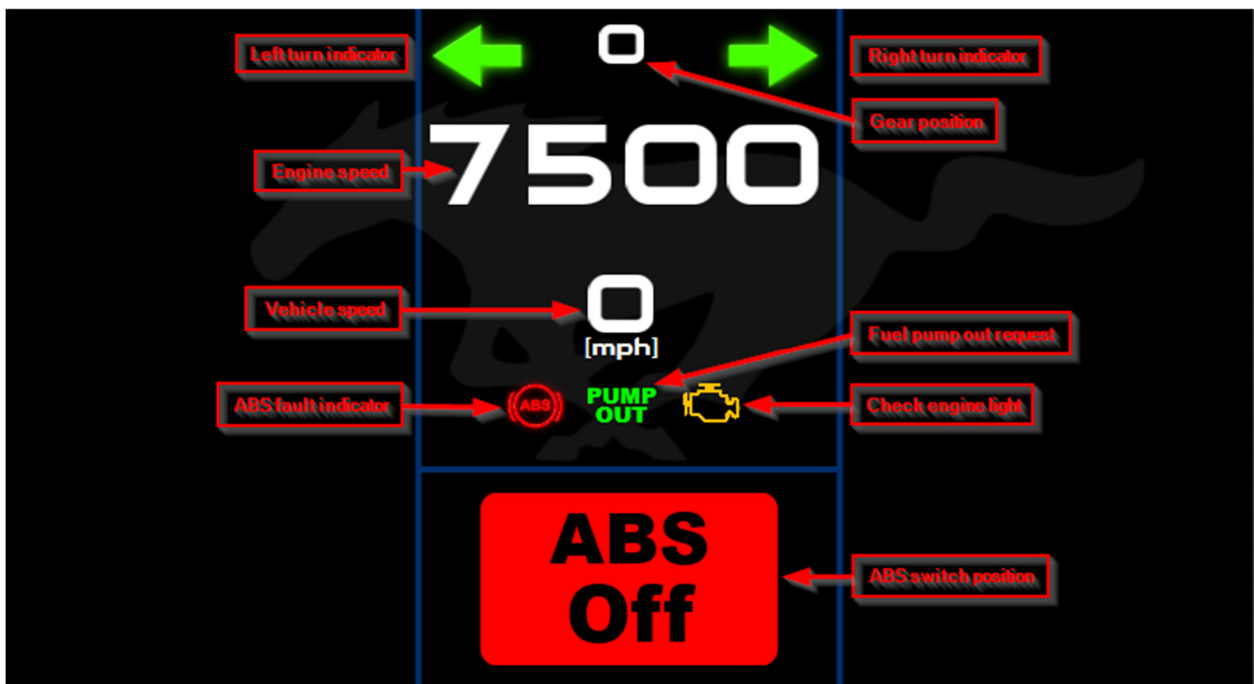 Left turn indicator
0
Right turn indicator
Gear position
7500
Engine speed
Vehicle speed
0
[mph]
Fuel pump out request
ABS fault indicator
ABS
PUMP
OUT
Check engine light
ABS
Off
ABS switch position